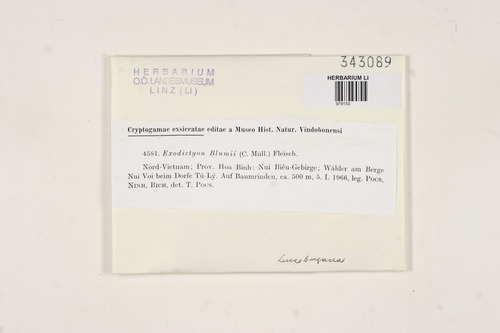 343089
HERBARIUM
O.Ö. LANDESMUSEUM
LINZ (LI)
HERBARIUM LI
Cryptogamae exsiccatae editae a Museo Hist. Natur. Vindobonensi
4581. Exodictyon Blumii (C. Müll.) Fleisch.
Nord-Vietnam; Prov. Hoa Binh: Nui Biêu-Gebirge; Wälder am Berge
Nui Voi beim Dorfe Tú-Lý. Auf Baumrinden, ca. 500 m, 5. I. 1966, leg. Pócs,
Ninh, Bich, det. T. Pócs.